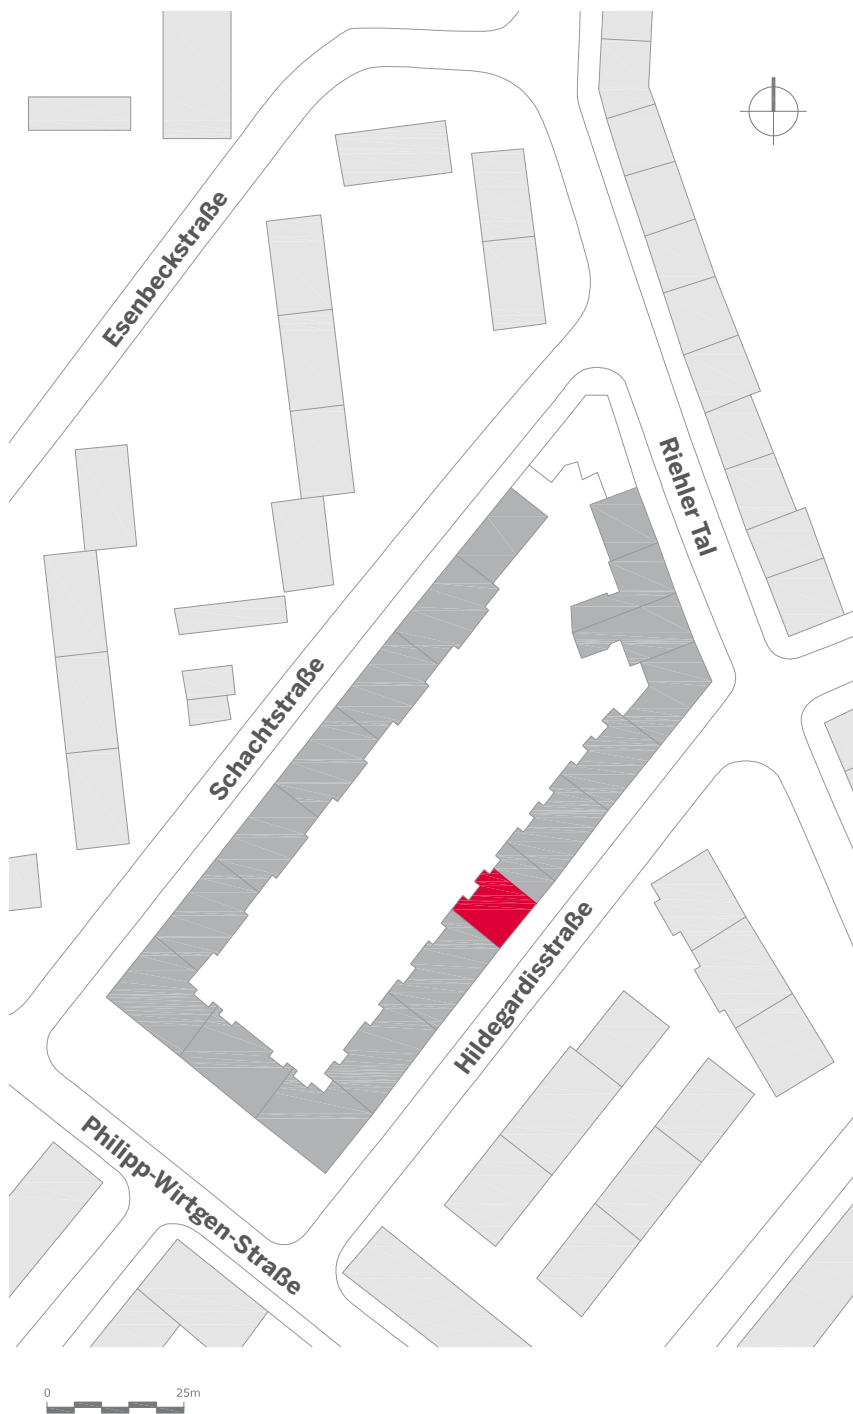 Esenbeckstraße
Riehler Tal
Schachtstraße
Hildegardisstraße
Philipp-Wirtgen-Straße
0 25m